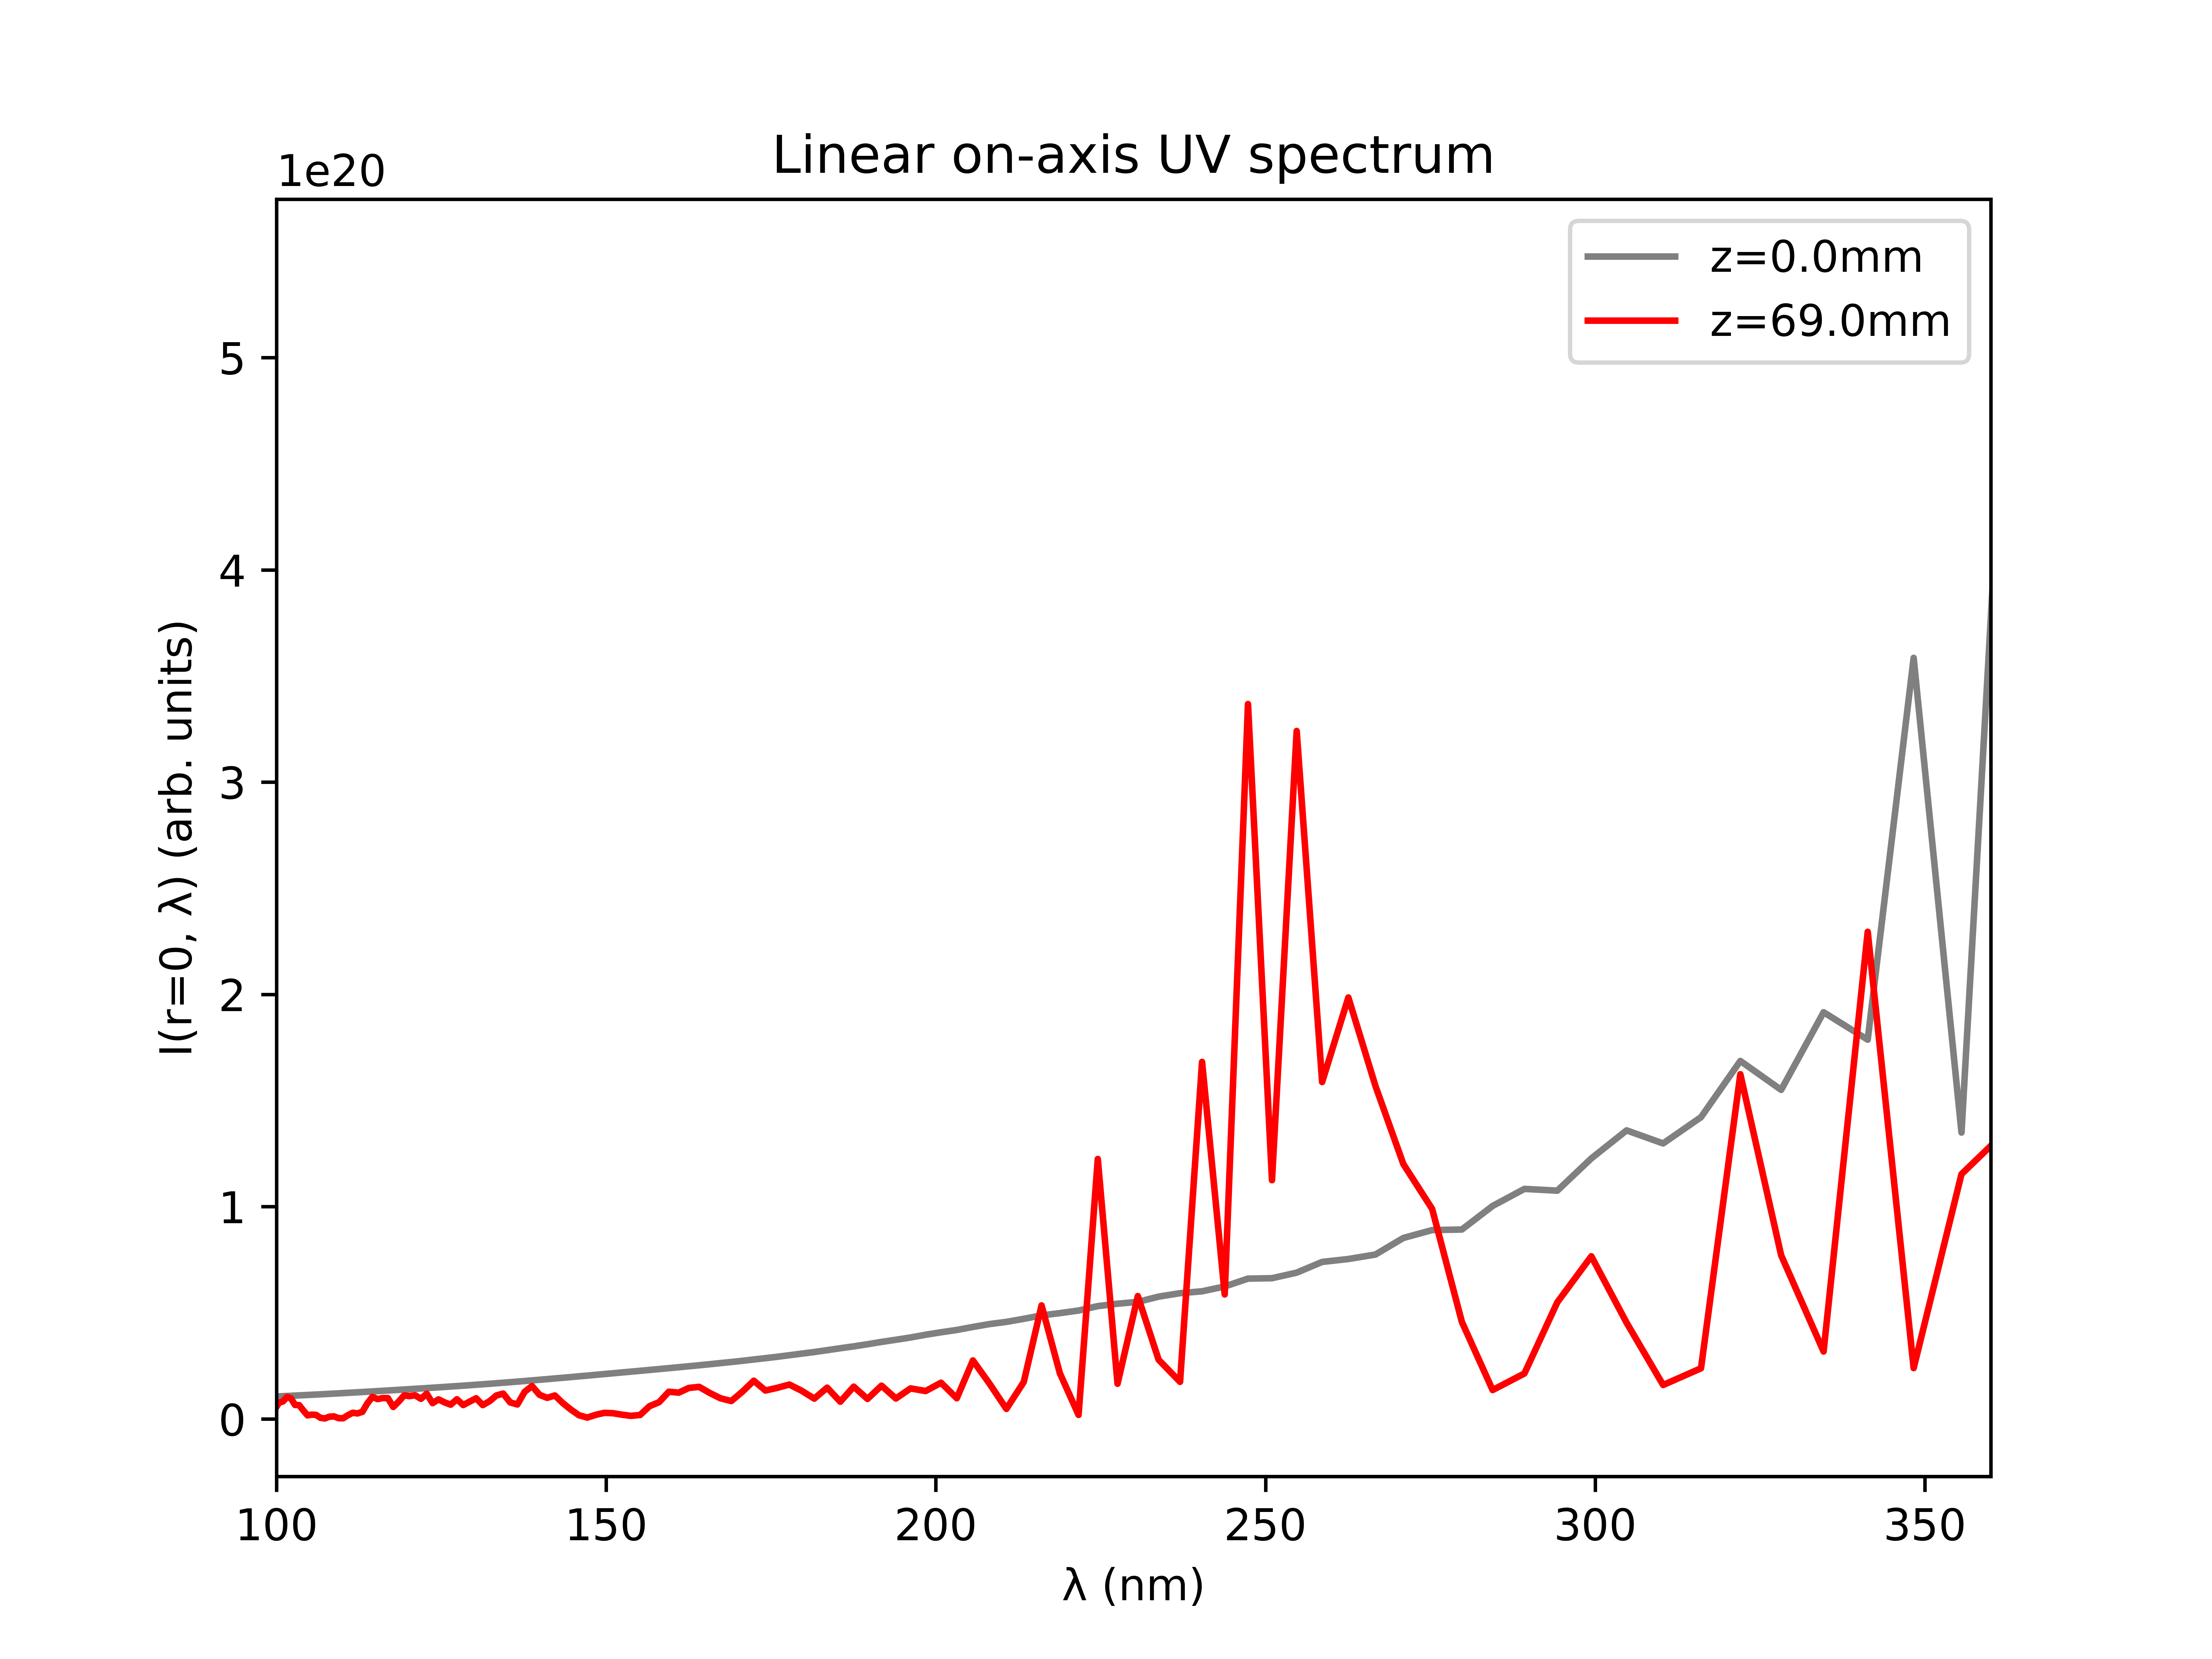 Linear on-axis UV spectrum
1e20
z=0.0mm
z=69.0mm
5
4
3
2
1
0
I(r=0, λ) (arb. units)
100 150 200 250 300 350
λ (nm)